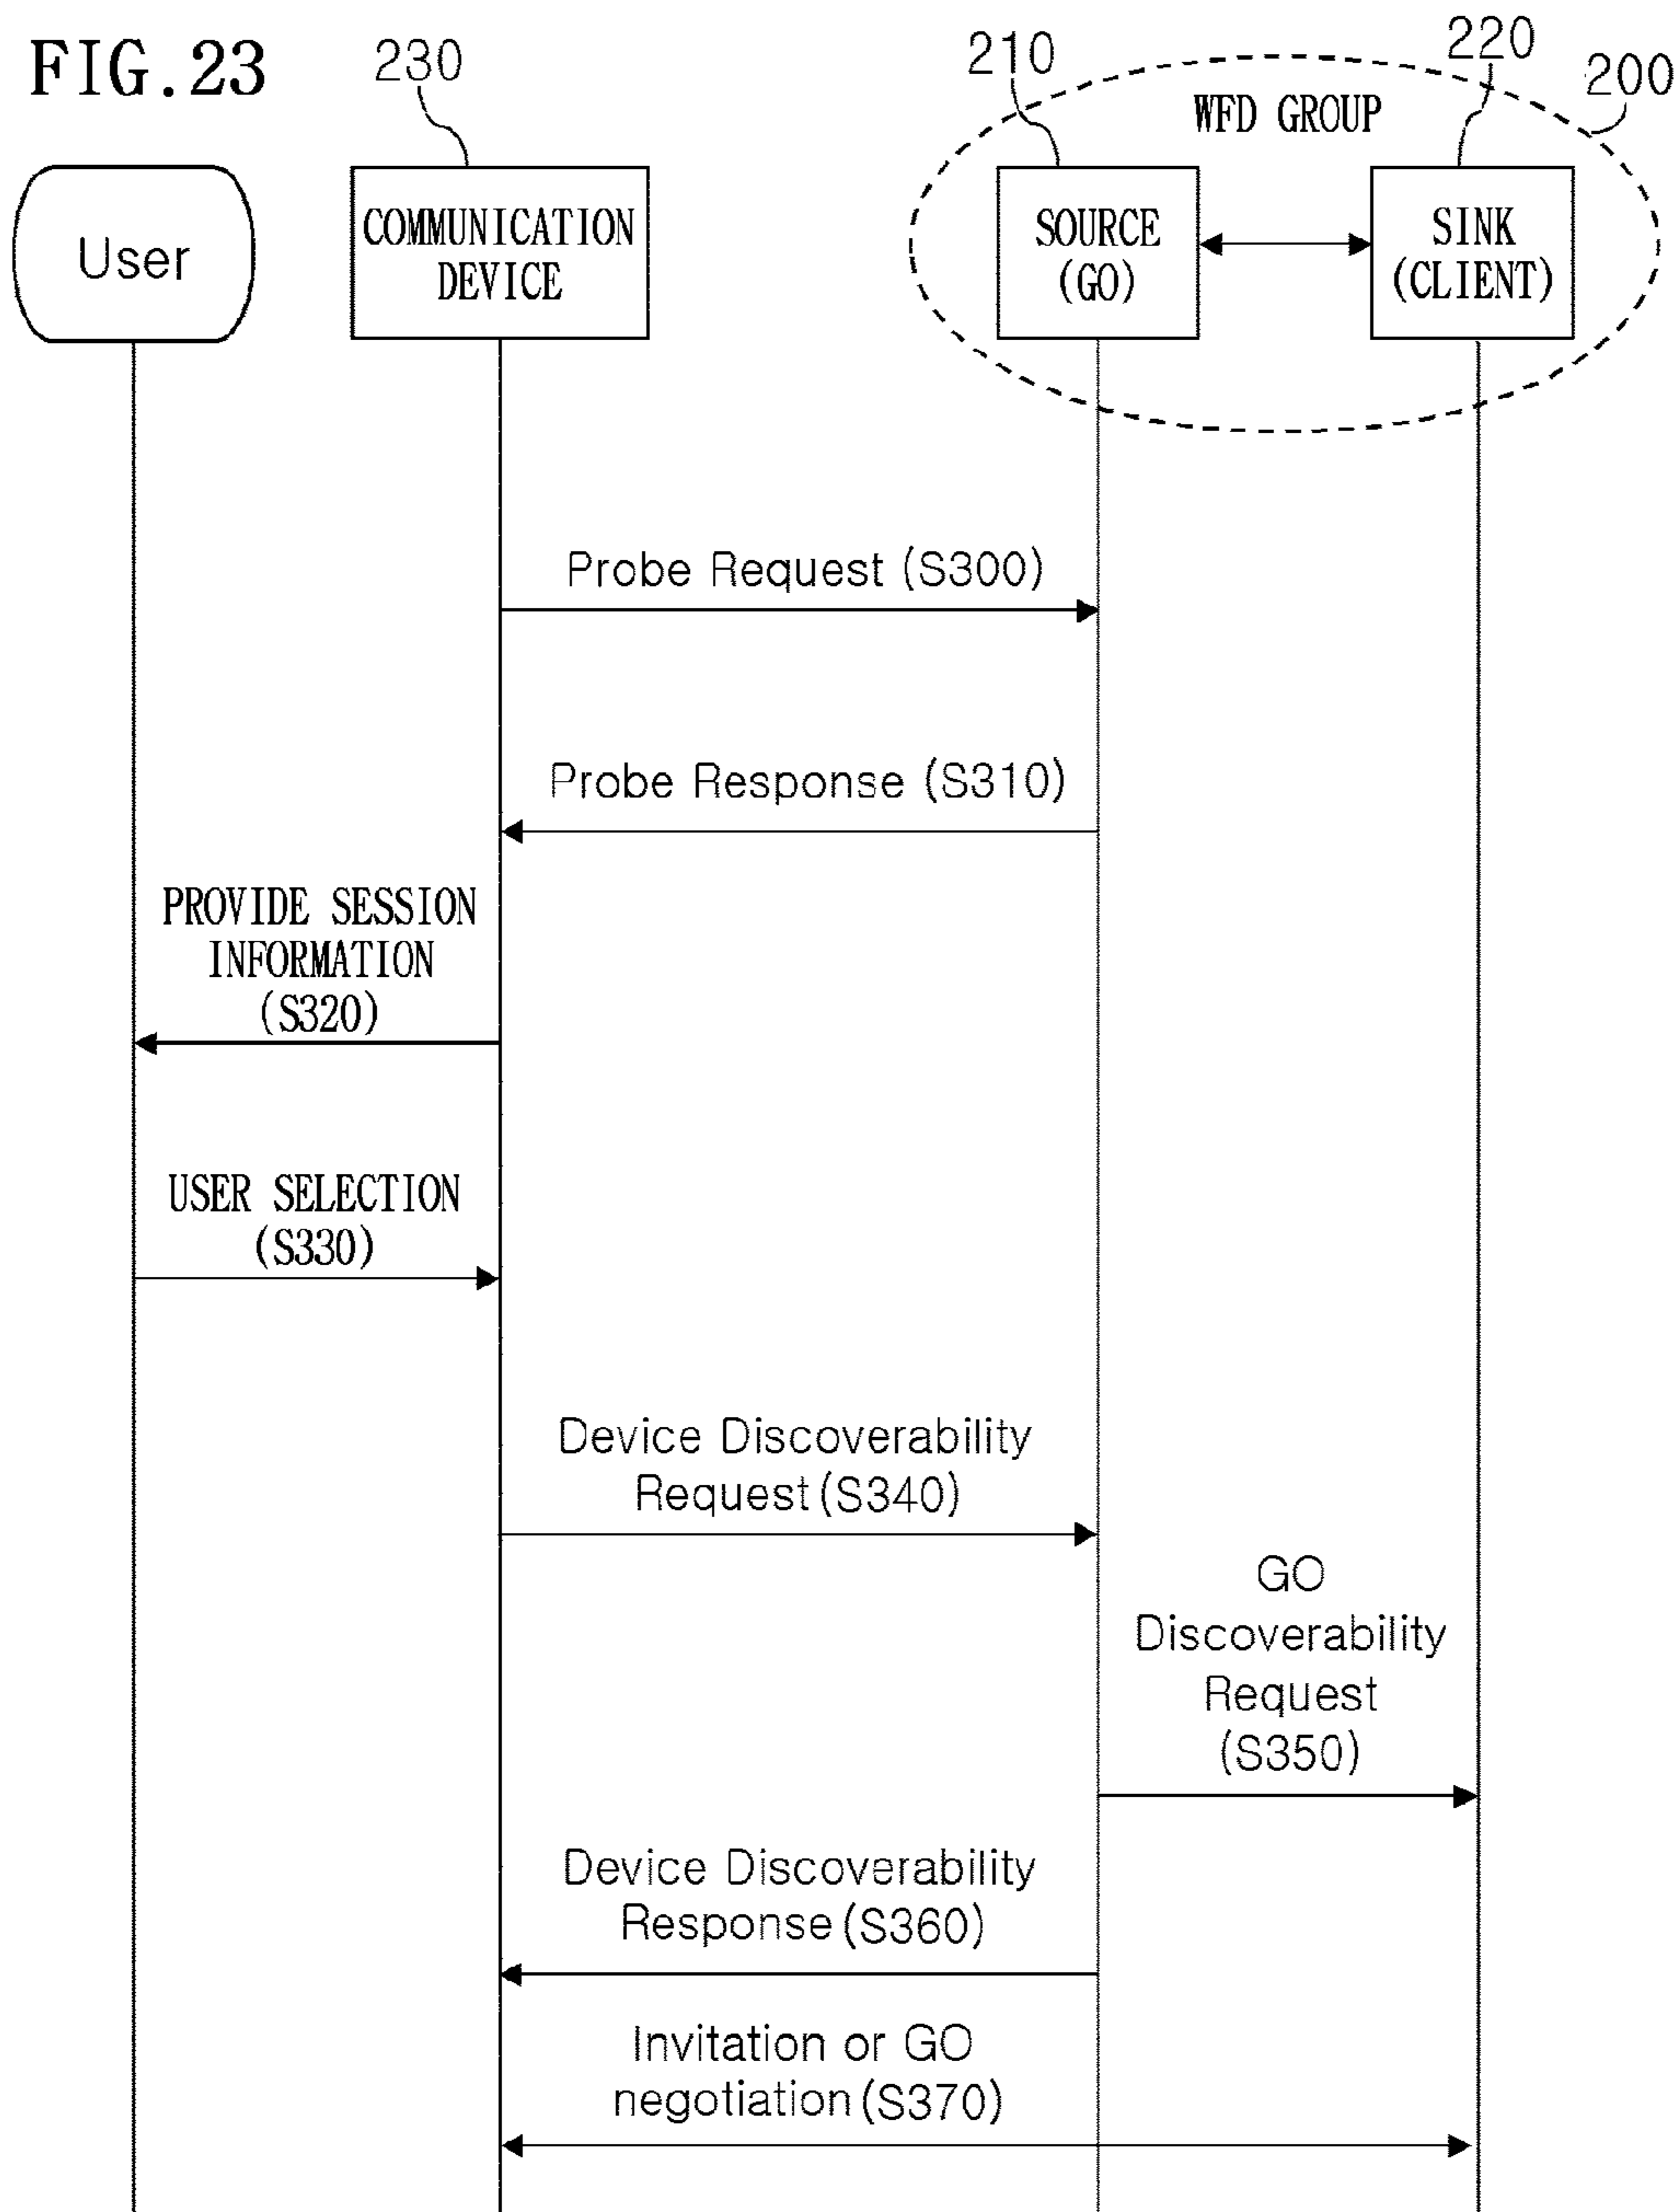 FIG.23
230
210
220
200
WFD GROUP
User
COMMUNICATION
DEVICE
SOURCE
(GO)
SINK
(CLIENT)
Probe Request (S300)
Probe Response (S310)
PROVIDE SESSION
INFORMATION
(S320)
USER SELECTION
(S330)
Device Discoverability
Request (S340)
GO
Discoverability
Request
(S350)
Device Discoverability
Response (S360)
Invitation or GO
negotiation (S370)